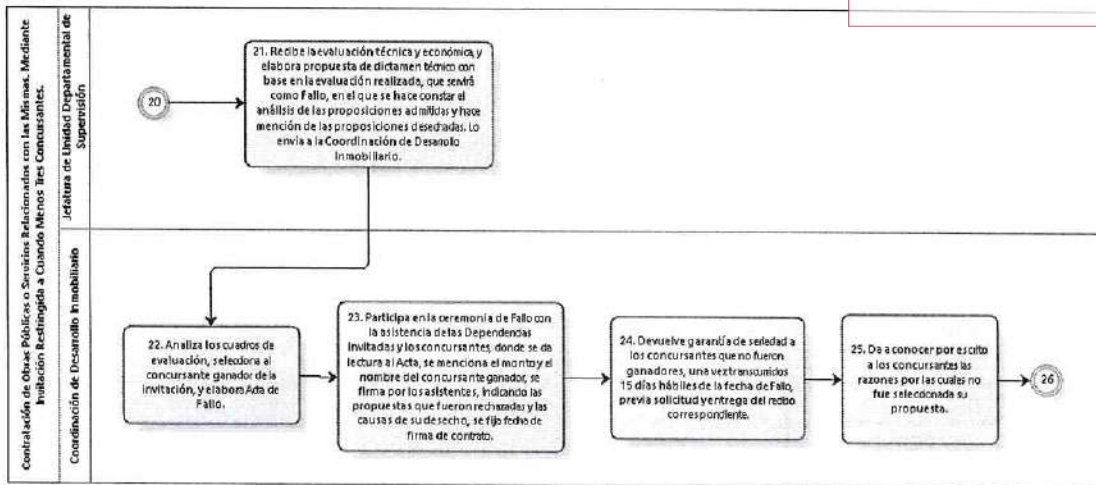 Contratación de Obras Públicas o Servicios Relacionados con las Mismas. Mediante
Invitación Restringida a Cuando Menos Tres Concursantes.
Jefatura de Unidad Departamental de
Supervisión
20
21. Recibe la evaluación técnica y económica, y
elabora propuesta de dictamen técnico con
base en la evaluación realizada, que servirá
como Fallo, en el que se hace constar el
análisis de las proposiciones admitidas y hace
mención de las proposiciones desechadas. Lo
envía a la Coordinación de Desarrollo
Inmobiliario.
Coordinación de Desarrollo Inmobiliario
22. Analiza los cuadros de
evaluación, selecciona al
concursante ganador de la
invitación, y elabora Acta de
Fallo.
23. Participa en la ceremonia de Fallo con
la asistencia de las Dependencias
invitadas y los concursantes, donde se da
lectura al Acta, se menciona el monto y el
nombre del concursante ganador, se
firma por los asistentes, indicando las
propuestas que fueron rechazadas y las
causas de su desecho, se fija fecha de
firma de contrato.
24. Devuelve garantía de seriedad a
los concursantes que no fueron
ganadores, una vez transcurridos
15 días hábiles de la fecha de Fallo,
previa solicitud y entrega del recibo
correspondiente.
25. Da a conocer por escrito
a los concursantes las
razones por las cuales no
fue seleccionada su
propuesta.
26